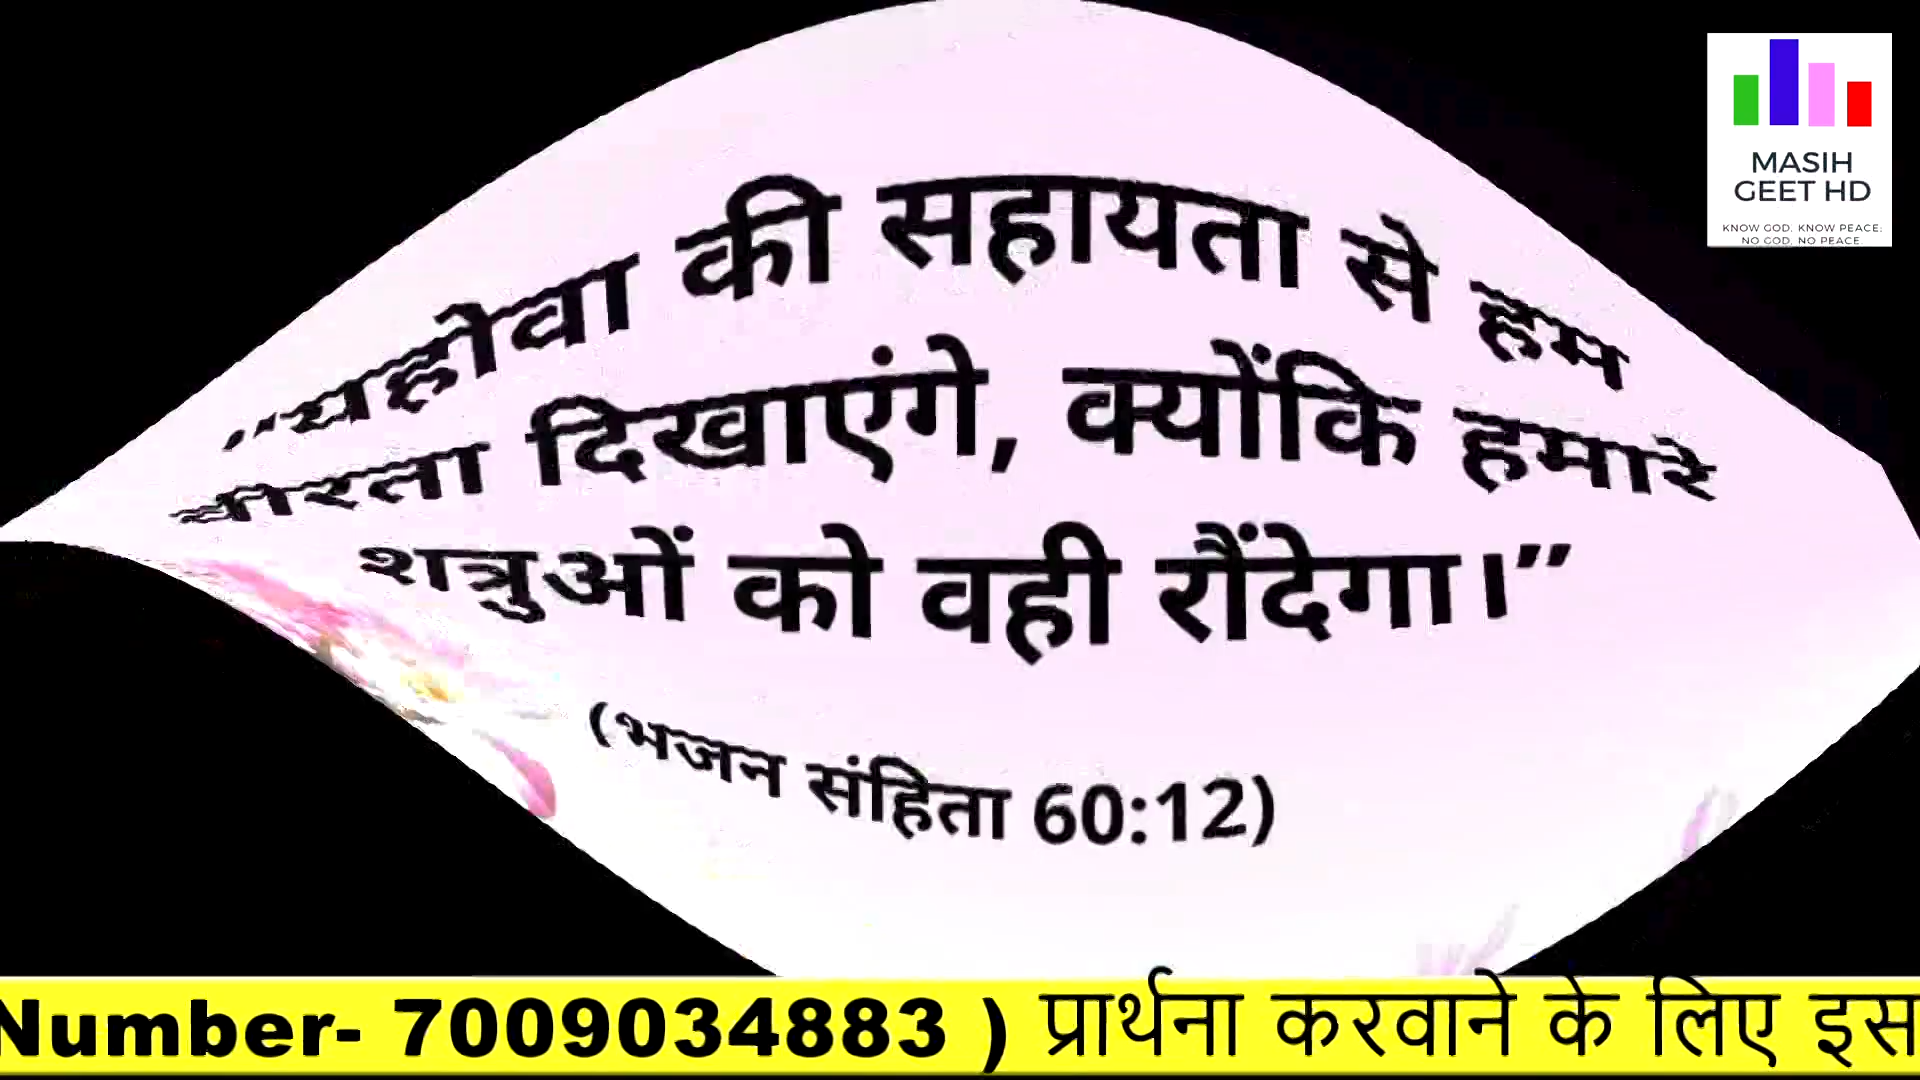 MASIH
GEET HD
KNOW GOD. KNOW PEACE;
NO GOD, NO PEACE.
“यहोवा की सहायता से हम
वीरता दिखाएंगे, क्योंकि हमारे
शत्रुओं को वही रौंदेगा।”
(भजन संहिता 60:12)
Number- 7009034883 ) प्रार्थना करवाने के लिए इस